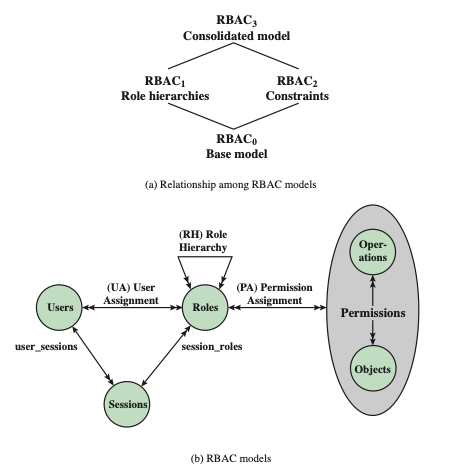 RBAC₃
Consolidated model
RBAC₁
Role hierarchies
RBAC₂
Constraints
RBAC₀
Base model
(a) Relationship among RBAC models
(RH) Role
Hierarchy
Oper-
ations
(UA) User
Assignment
(PA) Permission
Assignment
Users
Roles
Permissions
user_sessions
session_roles
Objects
Sessions
(b) RBAC models